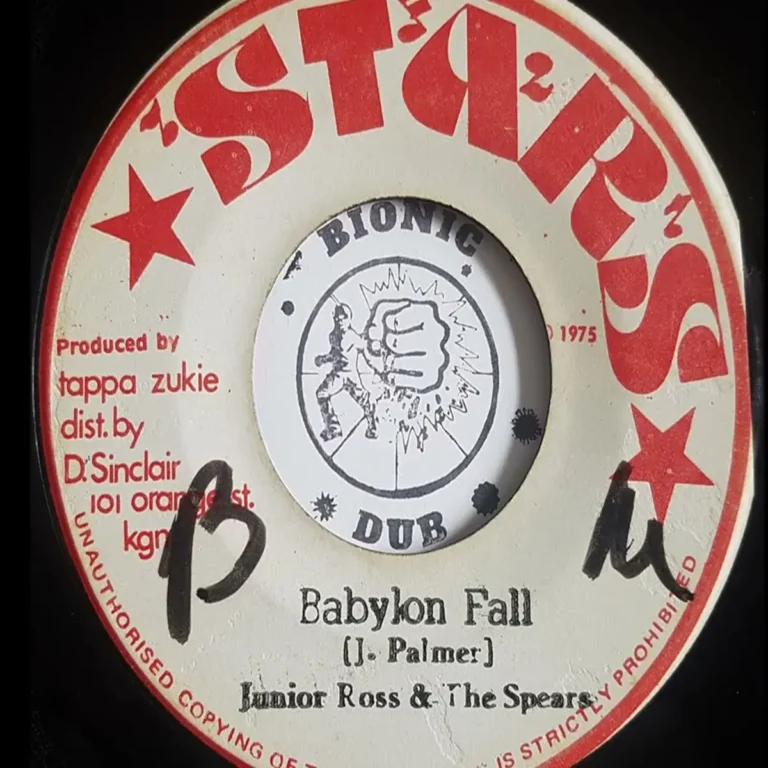 STARS
BIONIC
DUB
Produced by
tappa zukie
dist. by
D. Sinclair
101 orange st.
kgn
℗ 1975
B
M
Babylon Fall
[J. Palmer]
Junior Ross & The Spears
UNAUTHORISED COPYING OF
IS STRICTLY PROHIBITED